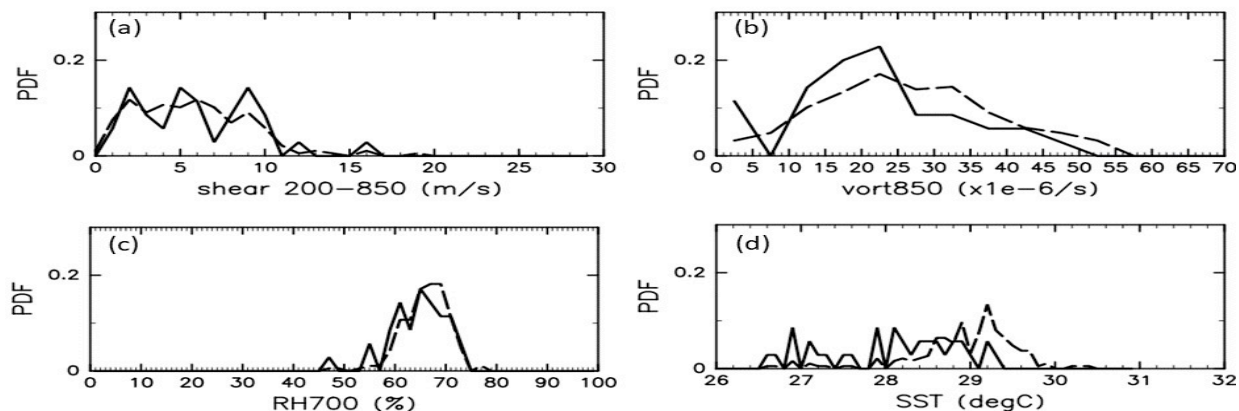 (a)
PDF
0.2
0
0 5 10 15 20 25 30
shear 200-850 (m/s)
(b)
PDF
0.2
0
0 5 10 15 20 25 30 35 40 45 50 55 60 65 70
vort850 (x1e-6/s)
(c)
PDF
0.2
0
0 10 20 30 40 50 60 70 80 90 100
RH700 (%)
(d)
PDF
0.2
0
26 27 28 29 30 31 32
SST (degC)